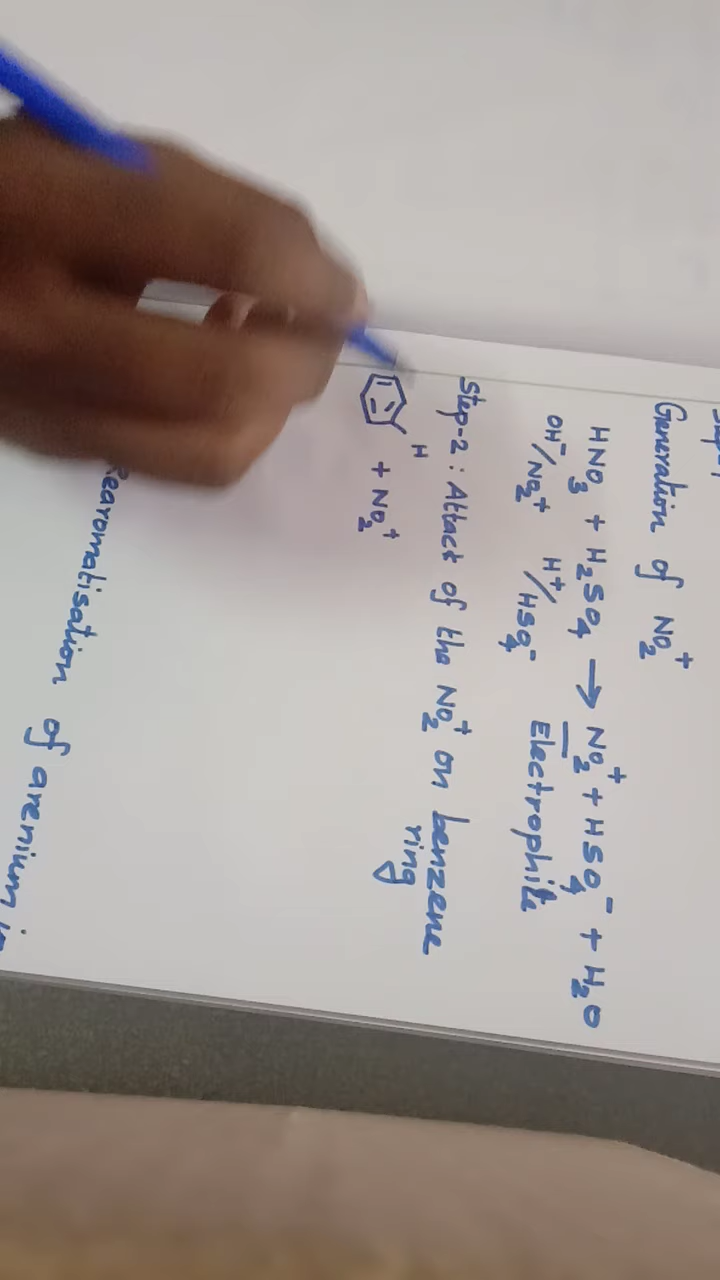 Generation of NO₂⁺
HNO₃ + H₂SO₄ → NO₂⁺ + HSO₄⁻ + H₂O
OH⁻/NO₂⁺ H⁺/HSO₄⁻ Electrophile
Step-2 : Attack of the NO₂⁺ on benzene
ring
H
+ NO₂⁺
Rearomatisation of arenium